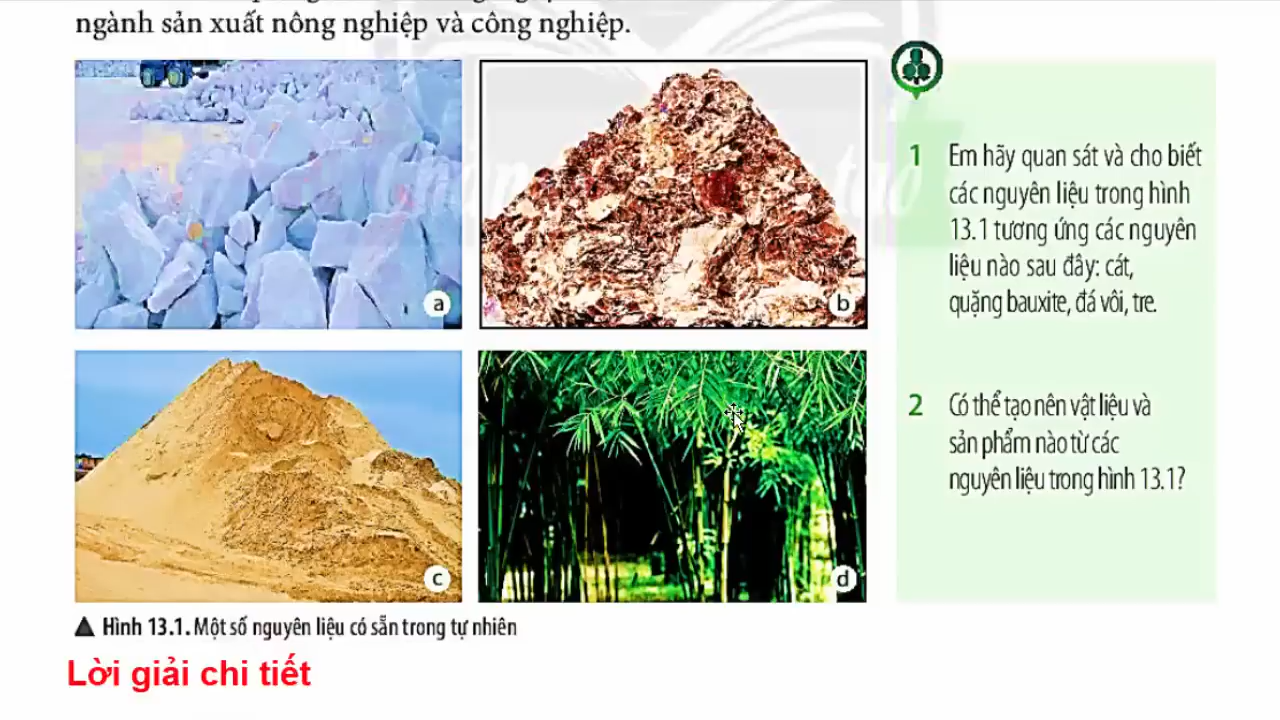 ngành sản xuất nông nghiệp và công nghiệp.
a
b
c
d
▲ Hình 13.1. Một số nguyên liệu có sẵn trong tự nhiên
1 Em hãy quan sát và cho biết
các nguyên liệu trong hình
13.1 tương ứng các nguyên
liệu nào sau đây: cát,
quặng bauxite, đá vôi, tre.
2 Có thể tạo nên vật liệu và
sản phẩm nào từ các
nguyên liệu trong hình 13.1?
Lời giải chi tiết